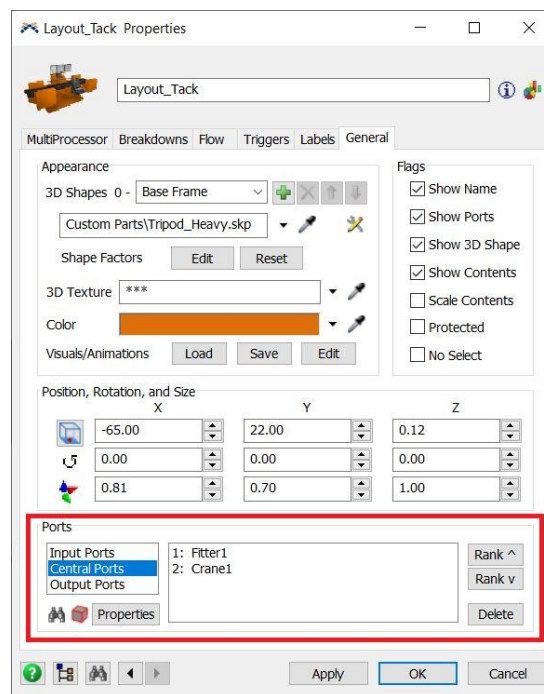 Layout_Tack Properties
Layout_Tack
MultiProcessor Breakdowns Flow Triggers Labels General
Appearance
3D Shapes 0 - Base Frame
Custom Parts\Tripod_Heavy.skp
Shape Factors Edit Reset
3D Texture ***
Color
Visuals/Animations Load Save Edit
Flags
Show Name
Show Ports
Show 3D Shape
Show Contents
Scale Contents
Protected
No Select
Position, Rotation, and Size
X Y Z
-65.00 22.00 0.12
0.00 0.00 0.00
0.81 0.70 1.00
Ports
Input Ports
Central Ports
Output Ports
Properties
1: Fitter1
2: Crane1
Rank ^
Rank v
Delete
Apply OK Cancel